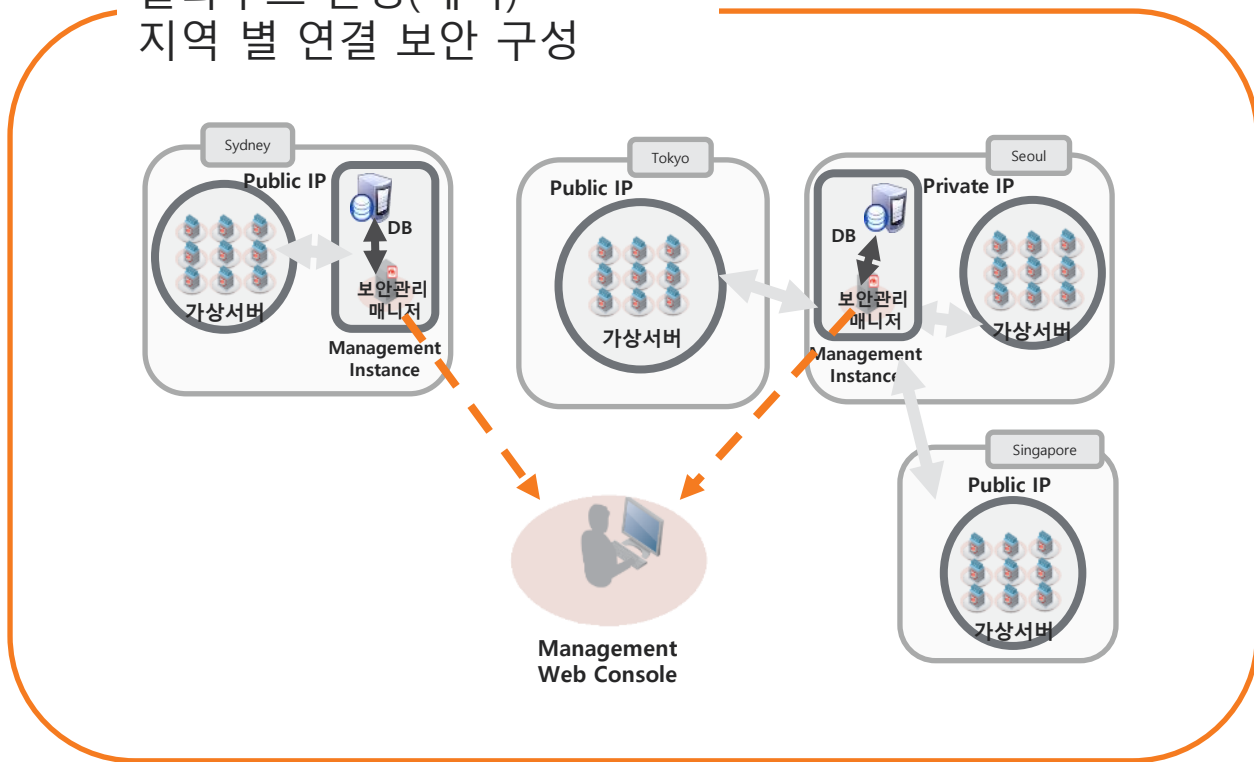 지역 별 연결 보안 구성
Sydney
Public IP
DB
보안관리
매니저
가상서버
Management
Instance
Tokyo
Public IP
가상서버
Seoul
Private IP
DB
보안관리
매니저
가상서버
Management
Instance
Singapore
Public IP
가상서버
Management
Web Console